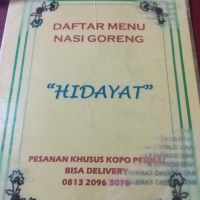 DAFTAR MENU
NASI GORENG
"HIDAYAT"
PESANAN KHUSUS KOPO PERMAI
BISA DELIVERY
0813 2096 3076